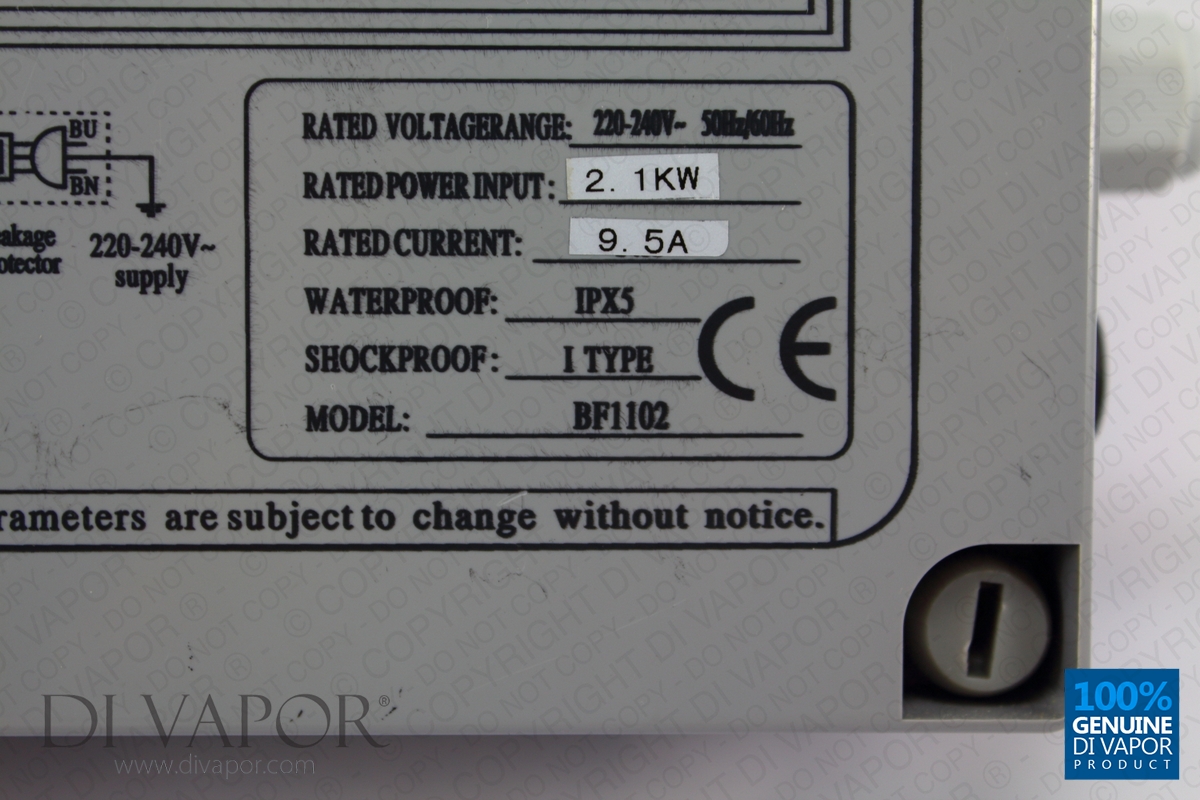 BU
BN
akage
otector
220-240V~
supply
RATED VOLTAGERANGE: 220-240V~ 50Hz/60Hz
RATED POWER INPUT: 2.1KW
RATED CURRENT: 9.5A
WATERPROOF: IPX5
SHOCKPROOF: I TYPE
MODEL: BF1102
CE
rameters are subject to change without notice.
DI VAPOR®
www.divapor.com
100%
GENUINE
DI VAPOR
PRODUCT